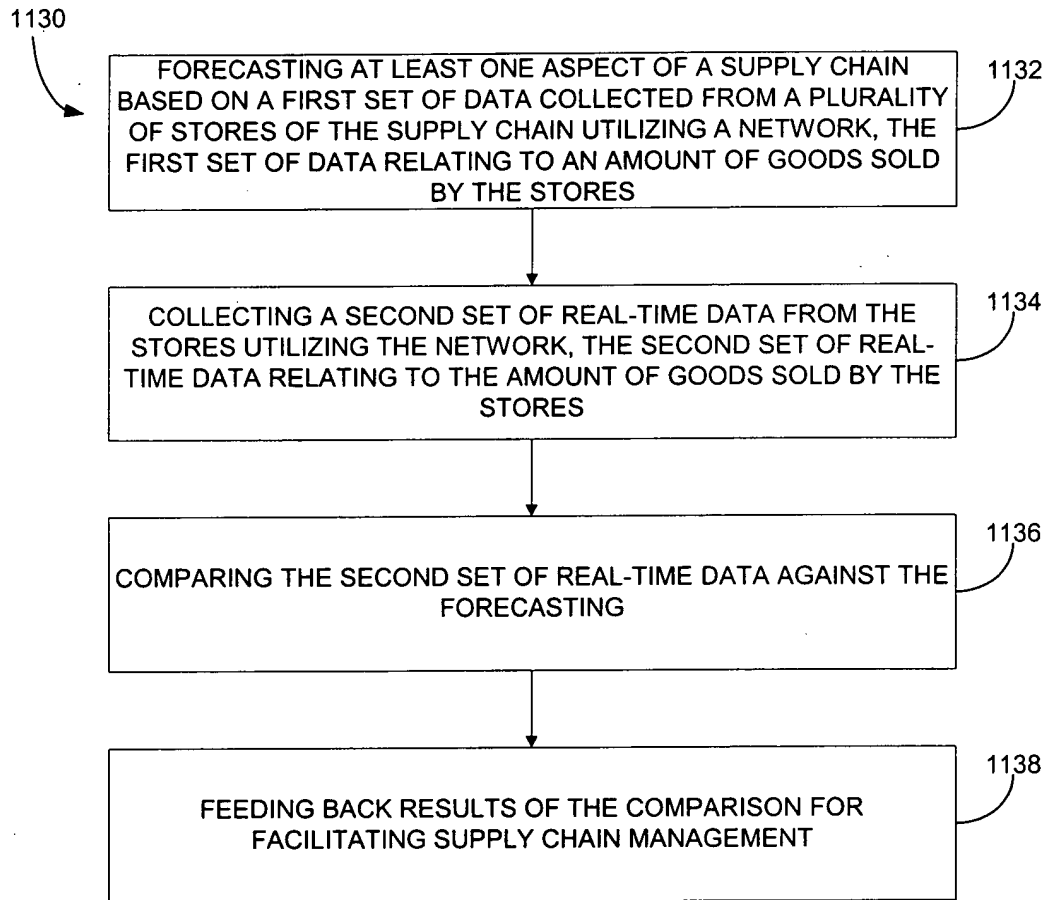 1130
FORECASTING AT LEAST ONE ASPECT OF A SUPPLY CHAIN
BASED ON A FIRST SET OF DATA COLLECTED FROM A PLURALITY
OF STORES OF THE SUPPLY CHAIN UTILIZING A NETWORK, THE
FIRST SET OF DATA RELATING TO AN AMOUNT OF GOODS SOLD
BY THE STORES
1132
COLLECTING A SECOND SET OF REAL-TIME DATA FROM THE
STORES UTILIZING THE NETWORK, THE SECOND SET OF REAL-
TIME DATA RELATING TO THE AMOUNT OF GOODS SOLD BY THE
STORES
1134
COMPARING THE SECOND SET OF REAL-TIME DATA AGAINST THE
FORECASTING
1136
FEEDING BACK RESULTS OF THE COMPARISON FOR
FACILITATING SUPPLY CHAIN MANAGEMENT
1138